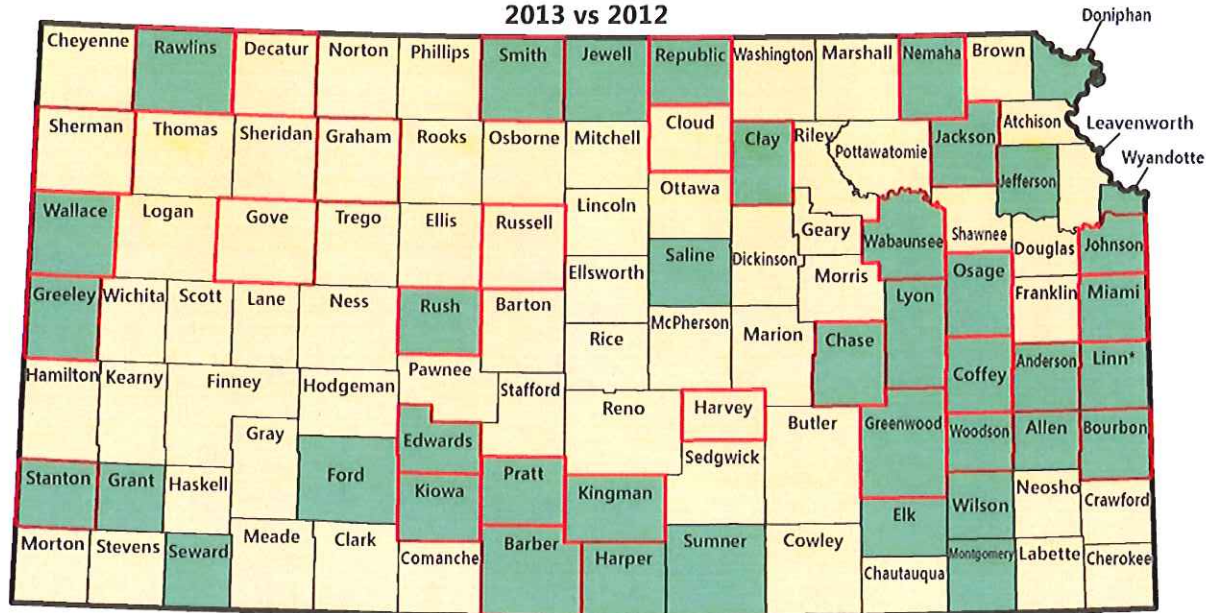 2013 vs 2012
Doniphan
Cheyenne Rawlins Decatur Norton Phillips Smith Jewell Republic Washington Marshall Nemaha Brown
Sherman Thomas Sheridan Graham Rooks Osborne Mitchell Cloud Clay Riley Pottawatomie Jackson Atchison Leavenworth
Jefferson Wyandotte
Wallace Logan Gove Trego Ellis Russell Lincoln Ottawa Saline Dickinson Geary Wabaunsee Shawnee Douglas Johnson
Greeley Wichita Scott Lane Ness Rush Barton Ellsworth Morris Lyon Osage Franklin Miami
Rice McPherson Marion Chase Coffey Anderson Linn*
Hamilton Kearny Finney Hodgeman Pawnee Stafford Reno Harvey Butler Greenwood Woodson Allen Bourbon
Gray Edwards Sedgwick
Stanton Grant Haskell Ford Kiowa Pratt Kingman Elk Wilson Neosho Crawford
Morton Stevens Seward Meade Clark Comanche Barber Harper Sumner Cowley Chautauqua Montgomery Labette Cherokee